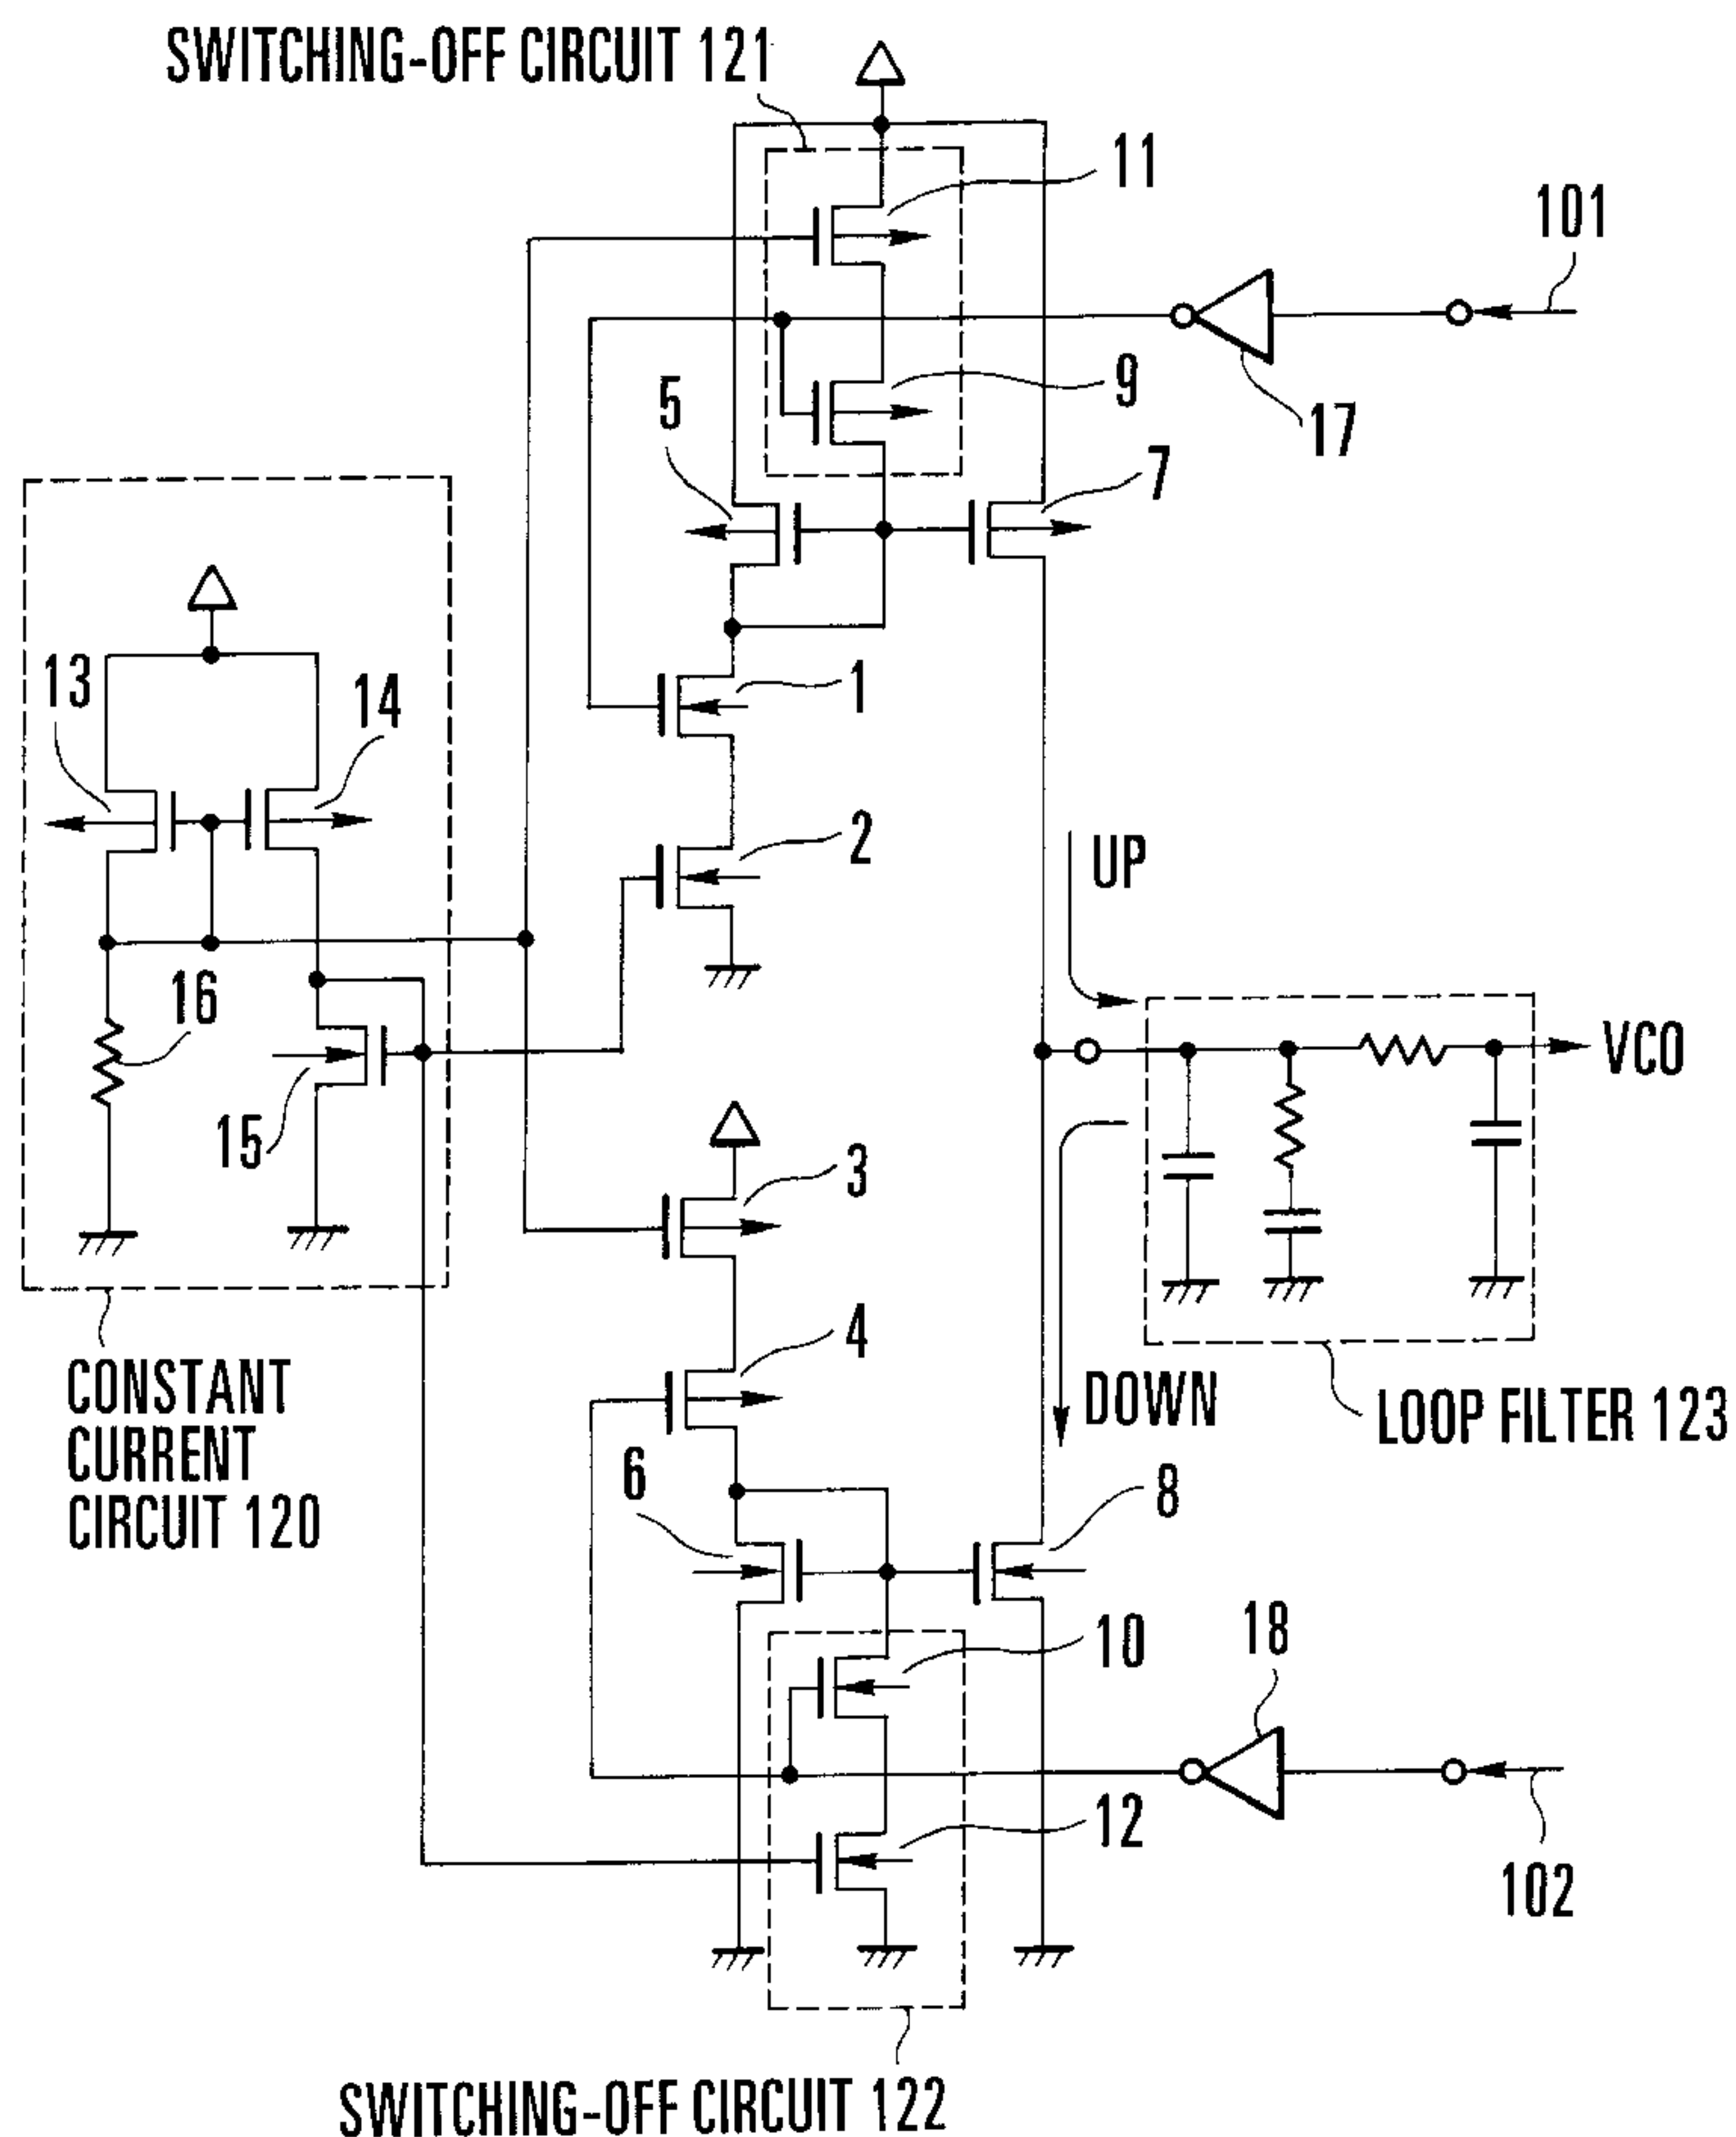 SWITCHING-OFF CIRCUIT 121
11
101
9
5
17
7
13
14
1
2
UP
16
VCO
15
3
4
CONSTANT
CURRENT
CIRCUIT 120
DOWN
LOOP FILTER 123
6
8
10
18
12
102
SWITCHING-OFF CIRCUIT 122